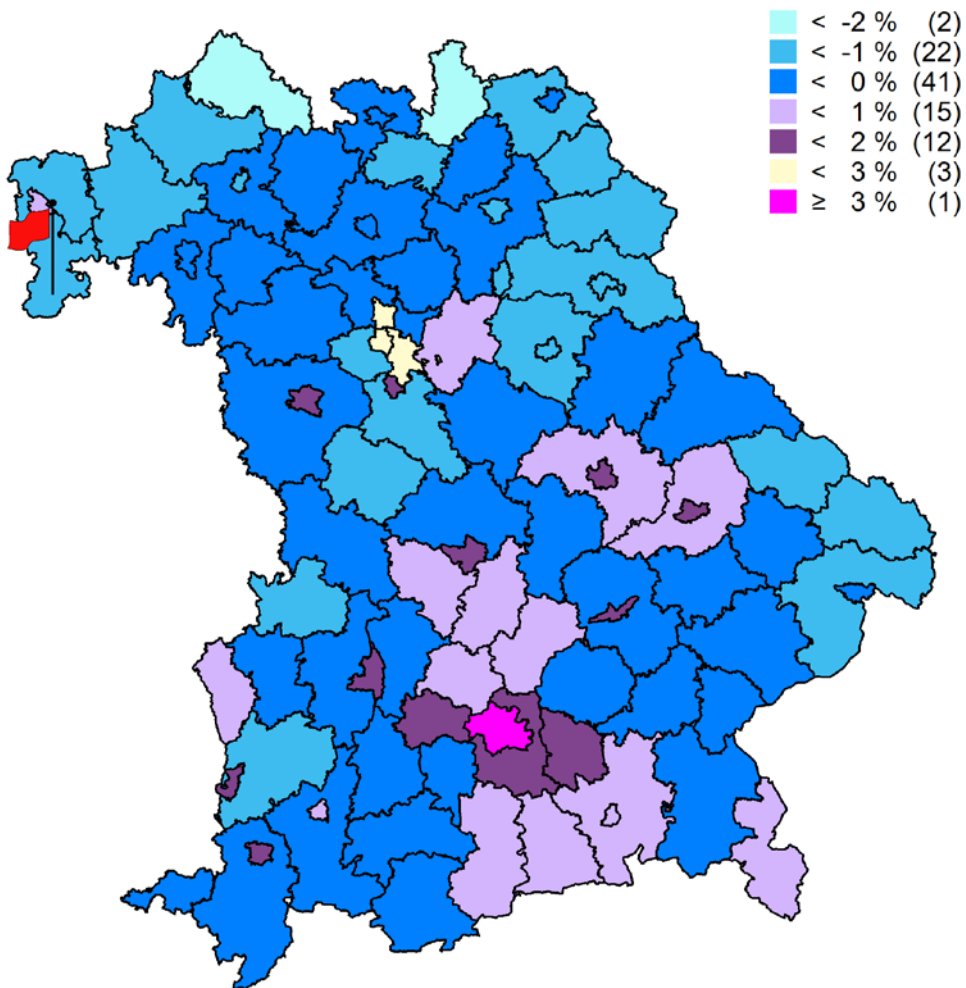 < -2 % (2)
< -1 % (22)
< 0 % (41)
< 1 % (15)
< 2 % (12)
< 3 % (3)
≥ 3 % (1)